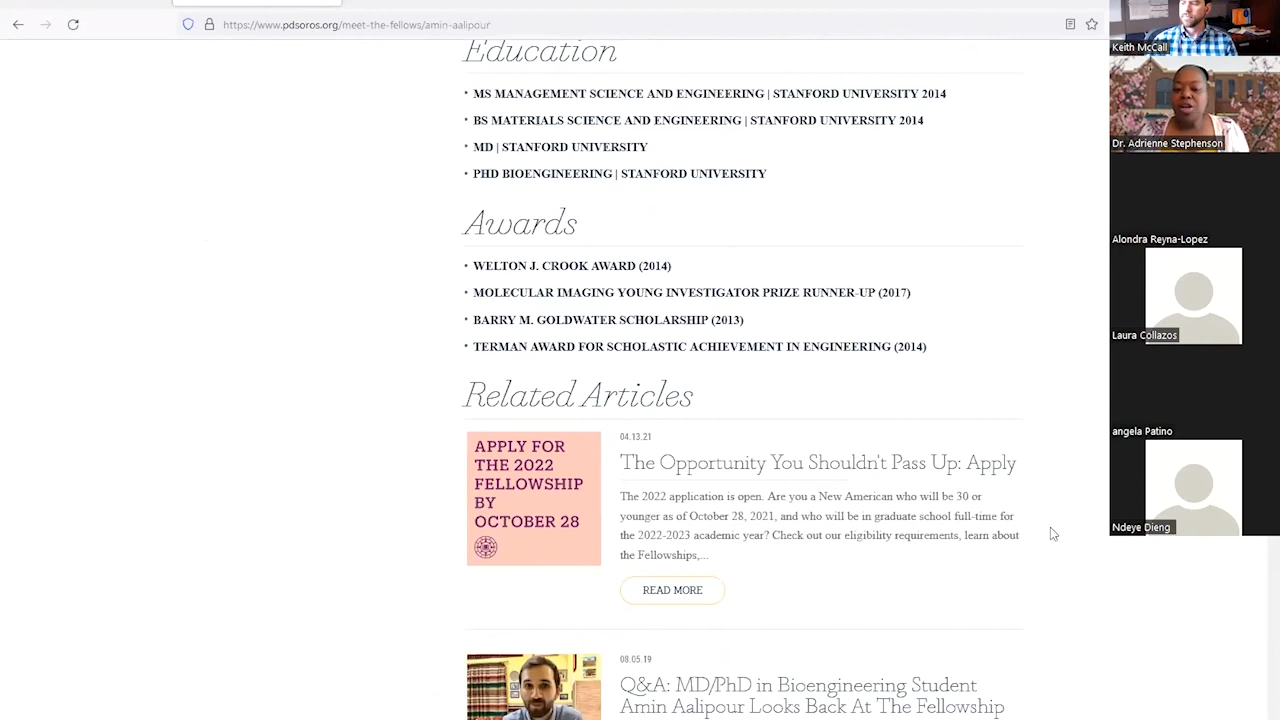 https://www.pdsoros.org/meet-the-fellows/amin-aalipour
Education
MS MANAGEMENT SCIENCE AND ENGINEERING | STANFORD UNIVERSITY 2014
BS MATERIALS SCIENCE AND ENGINEERING | STANFORD UNIVERSITY 2014
MD | STANFORD UNIVERSITY
PHD BIOENGINEERING | STANFORD UNIVERSITY
Awards
WELTON J. CROOK AWARD (2014)
MOLECULAR IMAGING YOUNG INVESTIGATOR PRIZE RUNNER-UP (2017)
BARRY M. GOLDWATER SCHOLARSHIP (2013)
TERMAN AWARD FOR SCHOLASTIC ACHIEVEMENT IN ENGINEERING (2014)
Related Articles
APPLY FOR
THE 2022
FELLOWSHIP
BY
OCTOBER 28
04.13.21
The Opportunity You Shouldn't Pass Up: Apply
The 2022 application is open. Are you a New American who will be 30 or
younger as of October 28, 2021, and who will be in graduate school full-time for
the 2022-2023 academic year? Check out our eligibility requirements, learn about
the Fellowships,...
READ MORE
08.05.19
Q&A: MD/PhD in Bioengineering Student
Amin Aalipour Looks Back At The Fellowship
Keith McCall
Dr. Adrienne Stephenson
Alondra Reyna-Lopez
Laura Collazos
angela Patino
Ndeye Dieng